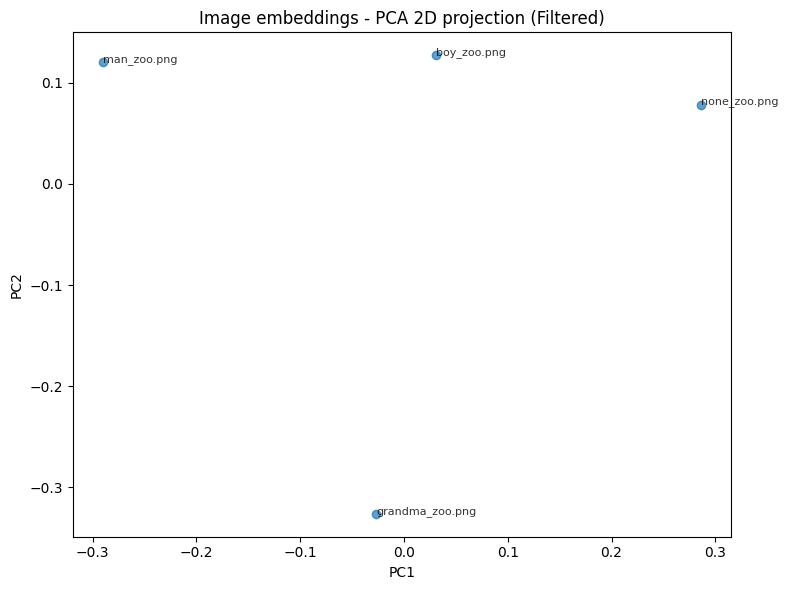 Image embeddings - PCA 2D projection (Filtered)
man_zoo.png
boy_zoo.png
none_zoo.png
grandma_zoo.png
0.1
0.0
−0.1
−0.2
−0.3
PC2
−0.3 −0.2 −0.1 0.0 0.1 0.2 0.3
PC1